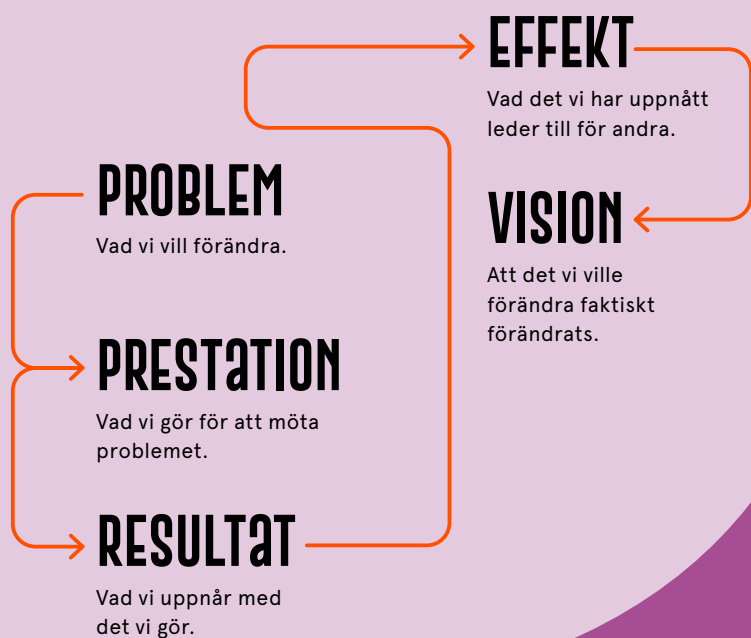 PROBLEM
Vad vi vill förändra.
PRESTATION
Vad vi gör för att möta
problemet.
RESULTAT
Vad vi uppnår med
det vi gör.
EFFEKT
Vad det vi har uppnått
leder till för andra.
VISION
Att det vi ville
förändra faktiskt
förändrats.